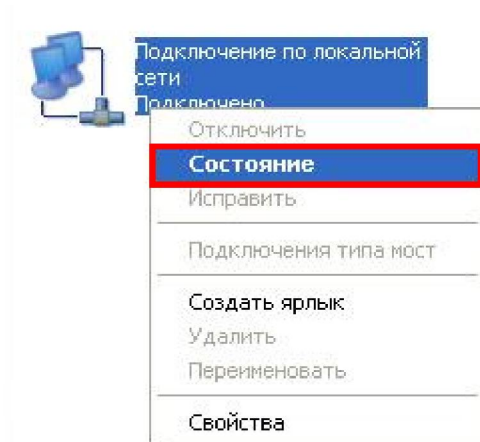 Подключение по локальной
сети
Подключено
Отключить
Состояние
Исправить
Подключения типа мост
Создать ярлык
Удалить
Переименовать
Свойства